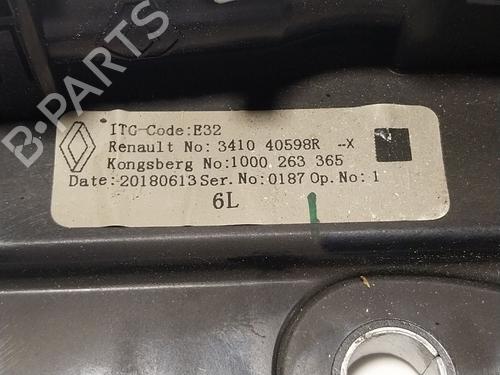 B-PARTS
ITC-Code:E32
Renault No: 3410 40598R --X
Kongsberg No:1000 263 365
Date:20180613 Ser. No:0187 Op. No:1
6L